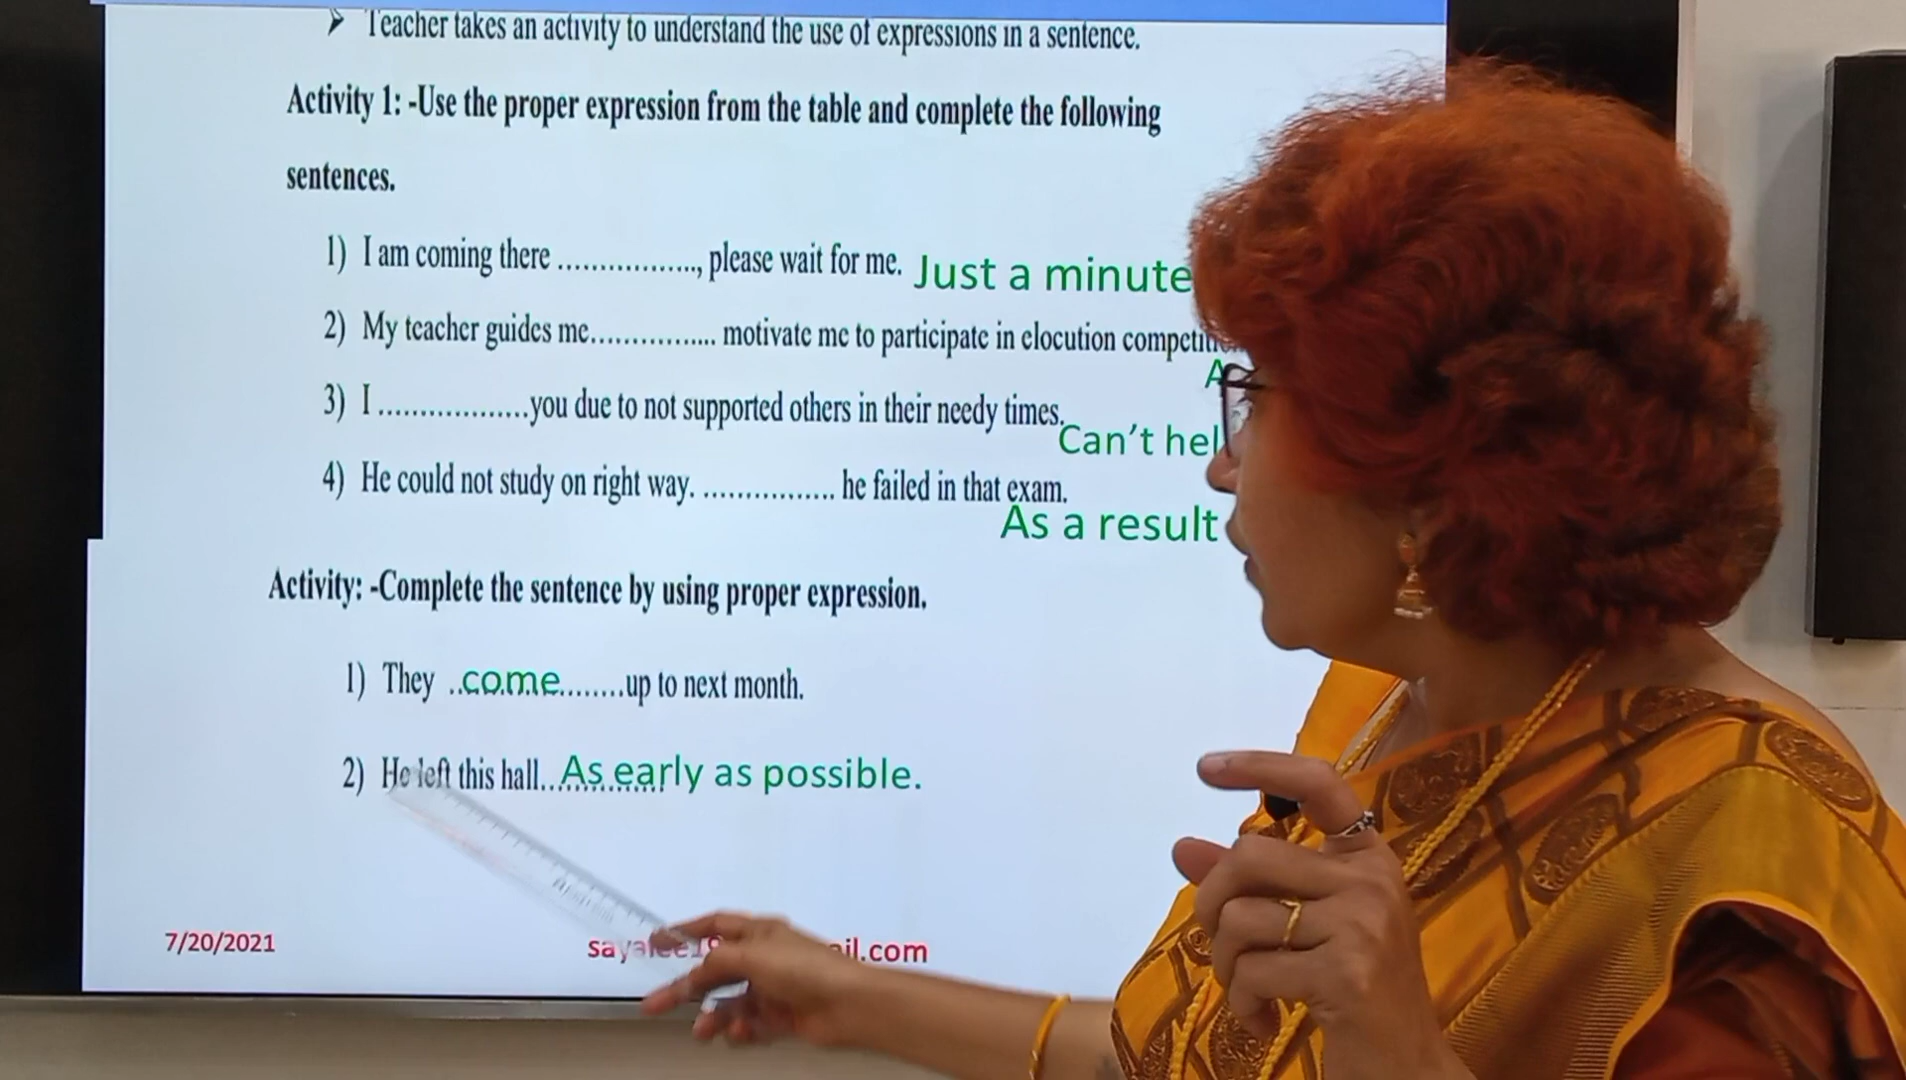 ➤ Teacher takes an activity to understand the use of expressions in a sentence.
Activity 1: -Use the proper expression from the table and complete the following
sentences.
1) I am coming there ................., please wait for me. Just a minute
2) My teacher guides me............... motivate me to participate in elocution
A
3) I ..................you due to not supported others in their needy times.
Can't
4) He could not study on right way. ................ he failed in that exam.
As a result
Activity: -Complete the sentence by using proper expression.
1) They ..come........up to next month.
2) He left this hall...As early as possible.
7/20/2021
il.com